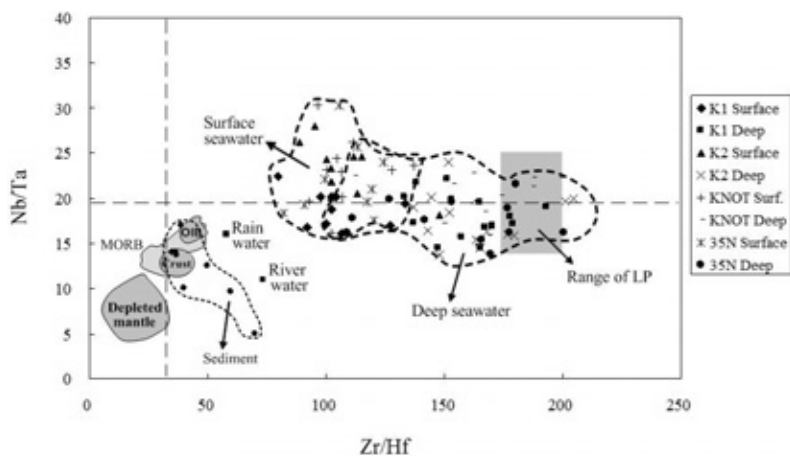 40
35
30
25
20
15
10
5
0
Nb/Ta
0
50
100
150
200
250
Zr/Hf
Surface
seawater
MORB
OIB
Rain
water
Crust
River
water
Depleted
mantle
Sediment
Deep seawater
Range of LP
K1 Surface
K1 Deep
K2 Surface
K2 Deep
KNOT Surf.
KNOT Deep
35N Surface
35N Deep